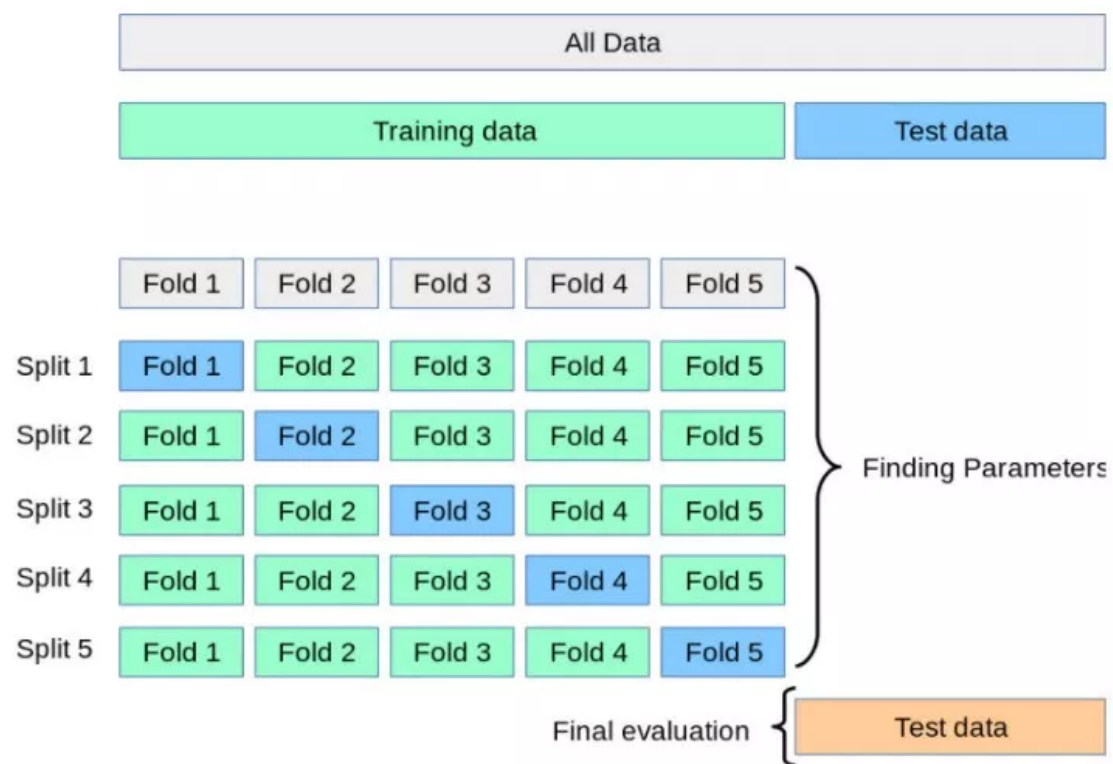 All Data
Training data Test data
Fold 1 Fold 2 Fold 3 Fold 4 Fold 5
Split 1 Fold 1 Fold 2 Fold 3 Fold 4 Fold 5
Split 2 Fold 1 Fold 2 Fold 3 Fold 4 Fold 5
Finding Parameters
Split 3 Fold 1 Fold 2 Fold 3 Fold 4 Fold 5
Split 4 Fold 1 Fold 2 Fold 3 Fold 4 Fold 5
Split 5 Fold 1 Fold 2 Fold 3 Fold 4 Fold 5
Final evaluation Test data